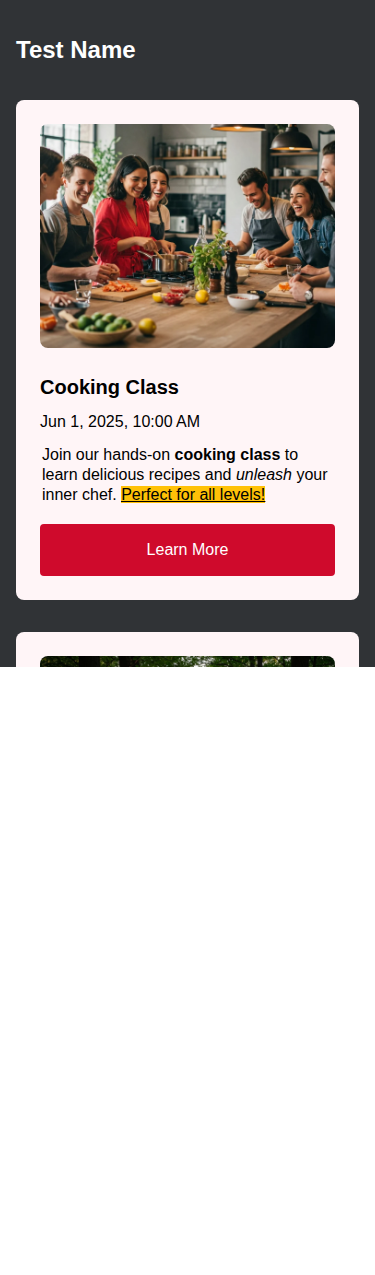 Test Name
Cooking Class
Jun 1, 2025, 10:00 AM
Join our hands-on cooking class to
learn delicious recipes and unleash your
inner chef. Perfect for all levels!
Learn More